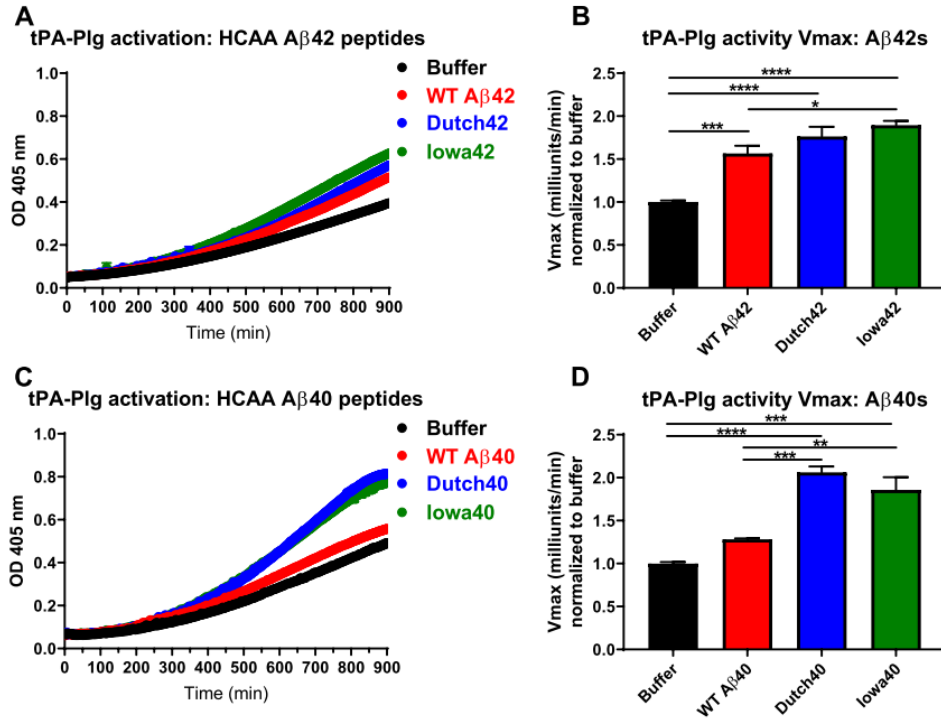 A
tPA-Plg activation: HCAA Aβ42 peptides
OD 405 nm
1.0
0.8
0.6
0.4
0.2
0.0
0 100 200 300 400 500 600 700 800 900
Time (min)
Buffer
WT Aβ42
Dutch42
Iowa42
B
tPA-Plg activity Vmax: Aβ42s
Vmax (milliunits/min)
normalized to buffer
2.5
2.0
1.5
1.0
0.5
0.0
****
****
*
***
Buffer
WT Aβ42
Dutch42
Iowa42
C
tPA-Plg activation: HCAA Aβ40 peptides
OD 405 nm
1.0
0.8
0.6
0.4
0.2
0.0
0 100 200 300 400 500 600 700 800 900
Time (min)
Buffer
WT Aβ40
Dutch40
Iowa40
D
tPA-Plg activity Vmax: Aβ40s
Vmax (milliunits/min)
normalized to buffer
2.5
2.0
1.5
1.0
0.5
0.0
***
****
**
***
Buffer
WT Aβ40
Dutch40
Iowa40